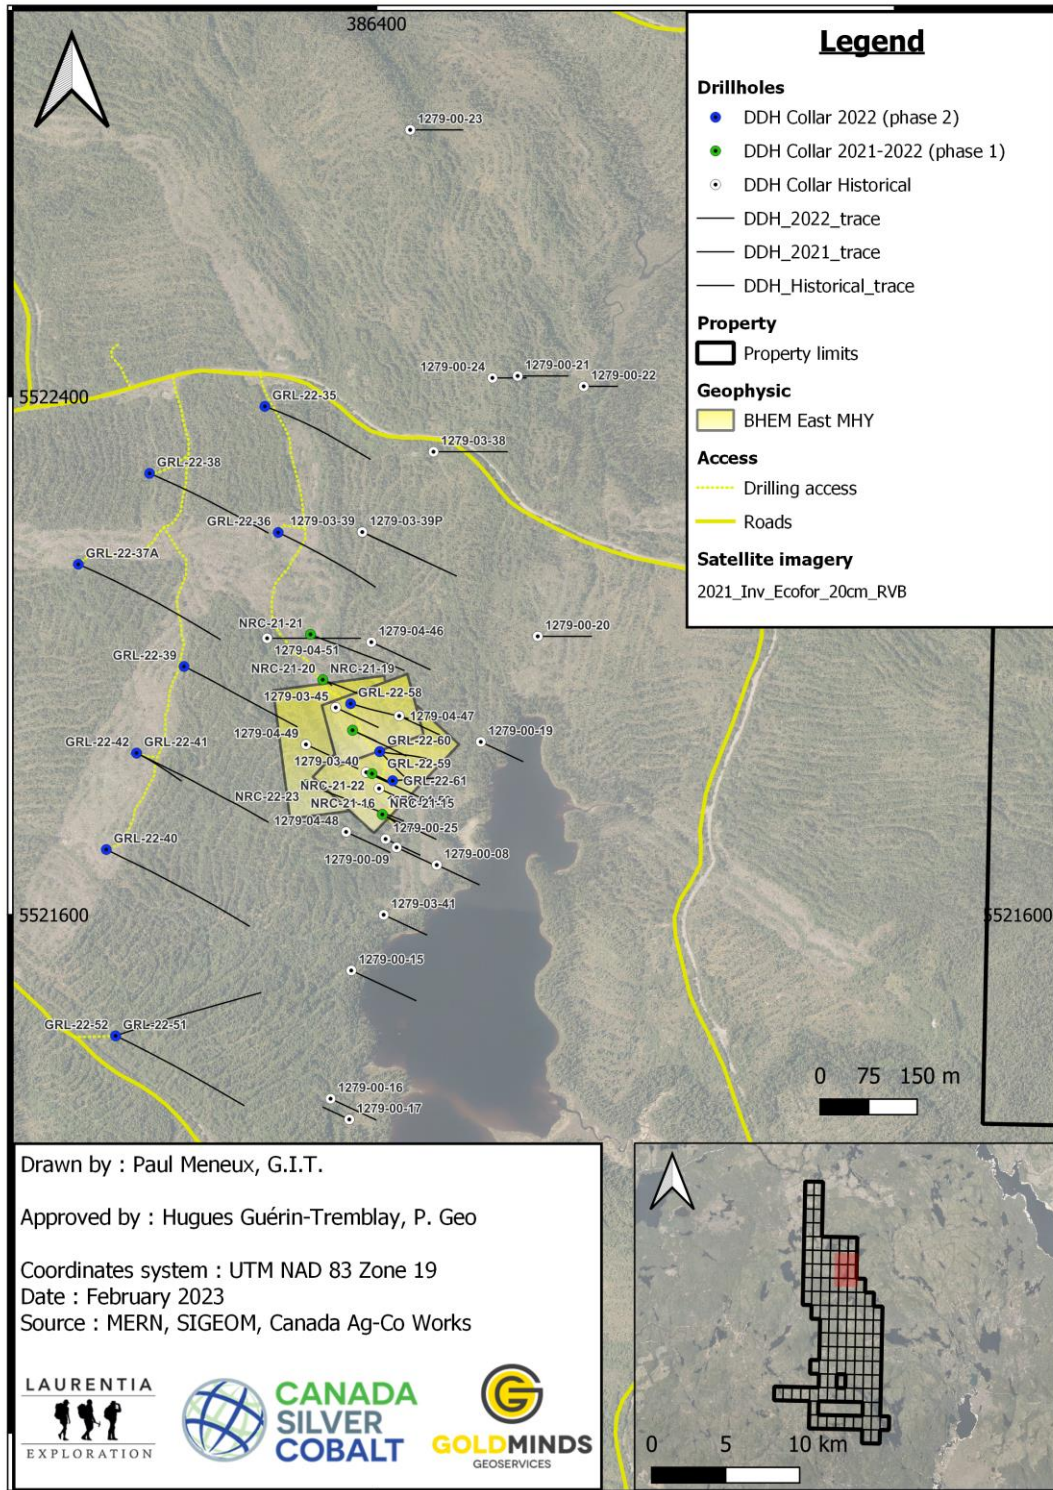 386400
Legend
Drillholes
DDH Collar 2022 (phase 2)
DDH Collar 2021-2022 (phase 1)
DDH Collar Historical
DDH_2022_trace
DDH_2021_trace
DDH_Historical_trace
Property
Property limits
Geophysic
BHEM East MHY
Access
Drilling access
Roads
Satellite imagery
2021_Inv_Ecofor_20cm_RVB
1279-00-23
1279-00-24
1279-00-21
1279-00-22
5522400
GRL-22-35
1279-03-38
GRL-22-38
GRL-22-36
1279-03-39
1279-03-39P
GRL-22-37A
NRC-21-21
1279-04-51
1279-04-46
1279-00-20
GRL-22-39
NRC-21-20
NRC-21-19
1279-03-45
GRL-22-58
1279-04-47
1279-04-49
GRL-22-60
1279-00-19
GRL-22-42
GRL-22-41
1279-03-40
GRL-22-59
NRC-21-22
GRL-22-61
NRC-22-23
NRC-21-16
NRC-21-15
1279-04-48
1279-00-25
GRL-22-40
1279-00-09
1279-00-08
1279-03-41
5521600
5521600
1279-00-15
GRL-22-52
GRL-22-51
1279-00-16
1279-00-17
0 75 150 m
Drawn by : Paul Meneux, G.I.T.
Approved by : Hugues Guérin-Tremblay, P. Geo
Coordinates system : UTM NAD 83 Zone 19
Date : February 2023
Source : MERN, SIGEOM, Canada Ag-Co Works
LAURENTIA
EXPLORATION
CANADA
SILVER
COBALT
GOLDMINDS
GEOSERVICES
0 5 10 km